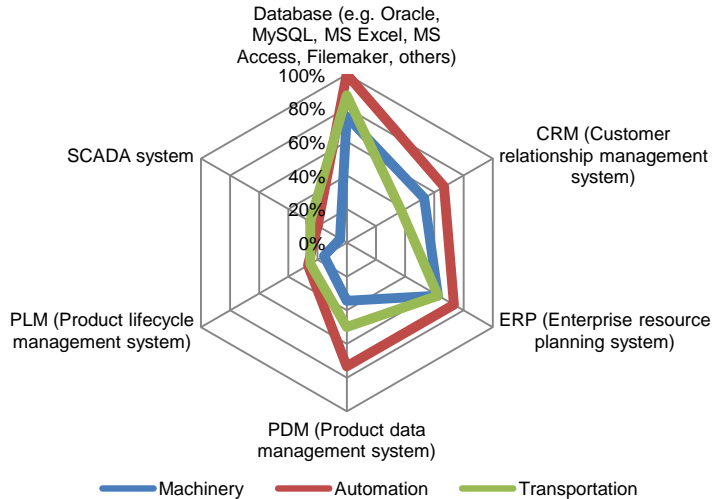 Database (e.g. Oracle,
MySQL, MS Excel, MS
Access, Filemaker, others)
100%
80%
60%
40%
20%
0%
CRM (Customer
relationship management
system)
ERP (Enterprise resource
planning system)
PDM (Product data
management system)
PLM (Product lifecycle
management system)
SCADA system
Machinery
Automation
Transportation